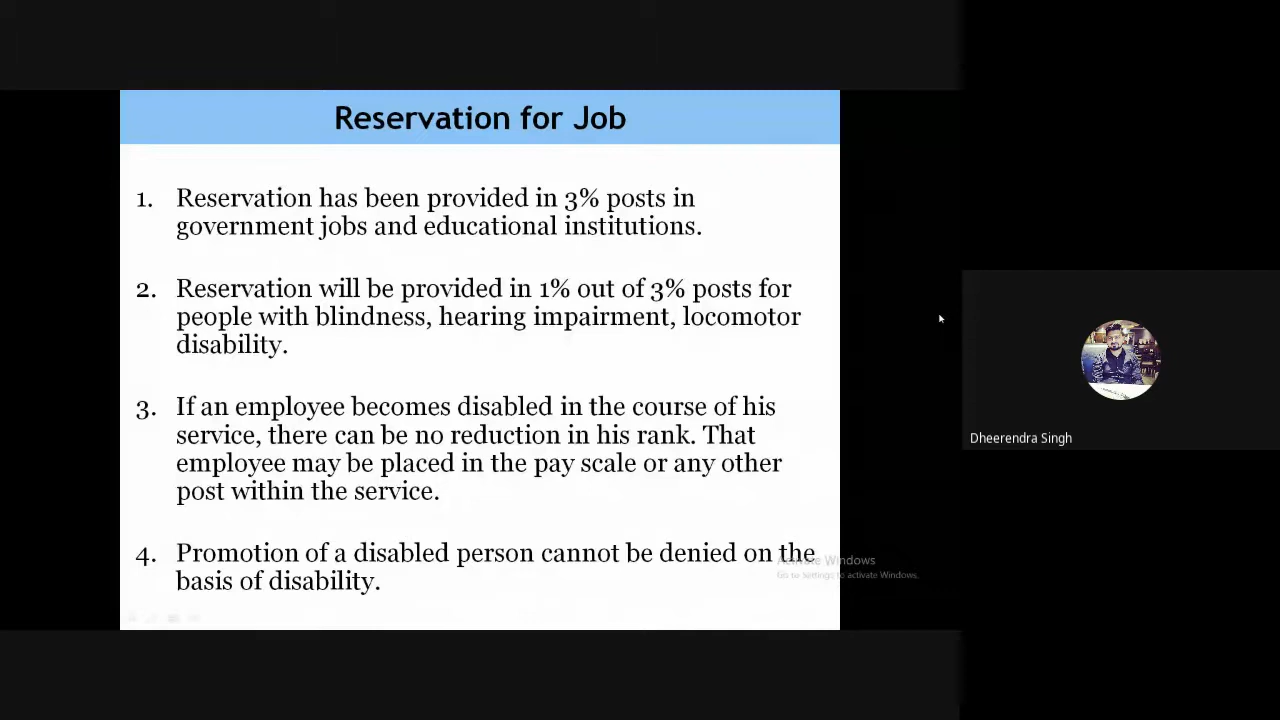 Reservation for Job
1. Reservation has been provided in 3% posts in
government jobs and educational institutions.
2. Reservation will be provided in 1% out of 3% posts for
people with blindness, hearing impairment, locomotor
disability.
3. If an employee becomes disabled in the course of his
service, there can be no reduction in his rank. That
employee may be placed in the pay scale or any other
post within the service.
4. Promotion of a disabled person cannot be denied on the
basis of disability.
Activate Windows
Go to Settings to activate Windows.
Dheerendra Singh